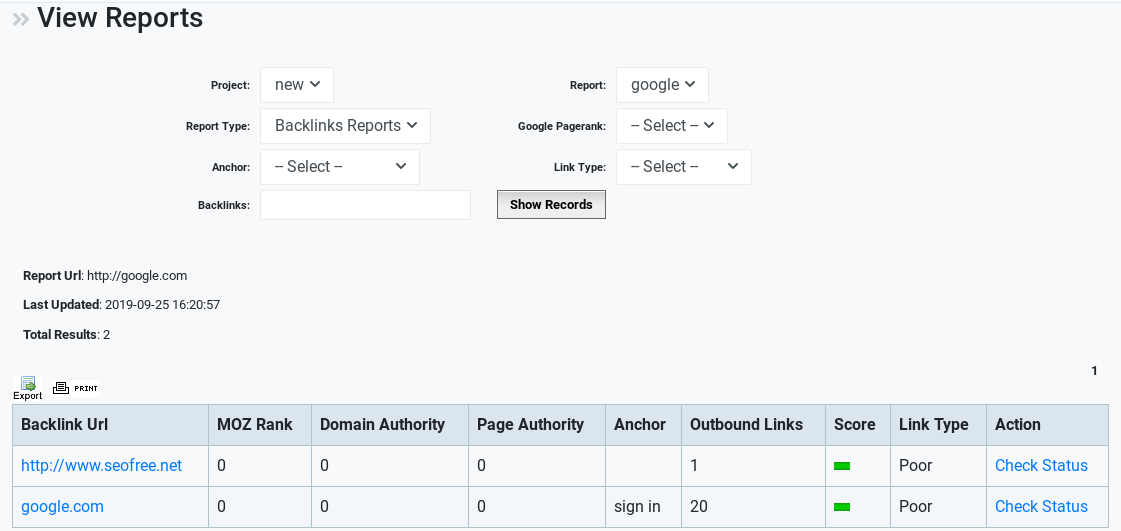 » View Reports
Project: new Report: google
Report Type: Backlinks Reports Google Pagerank: -- Select --
Anchor: -- Select -- Link Type: -- Select --
Backlinks: Show Records
Report Url: http://google.com
Last Updated: 2019-09-25 16:20:57
Total Results: 2
1
Export PRINT
Backlink Url MOZ Rank Domain Authority Page Authority Anchor Outbound Links Score Link Type Action
http://www.seofree.net 0 0 0 1 Poor Check Status
google.com 0 0 0 sign in 20 Poor Check Status